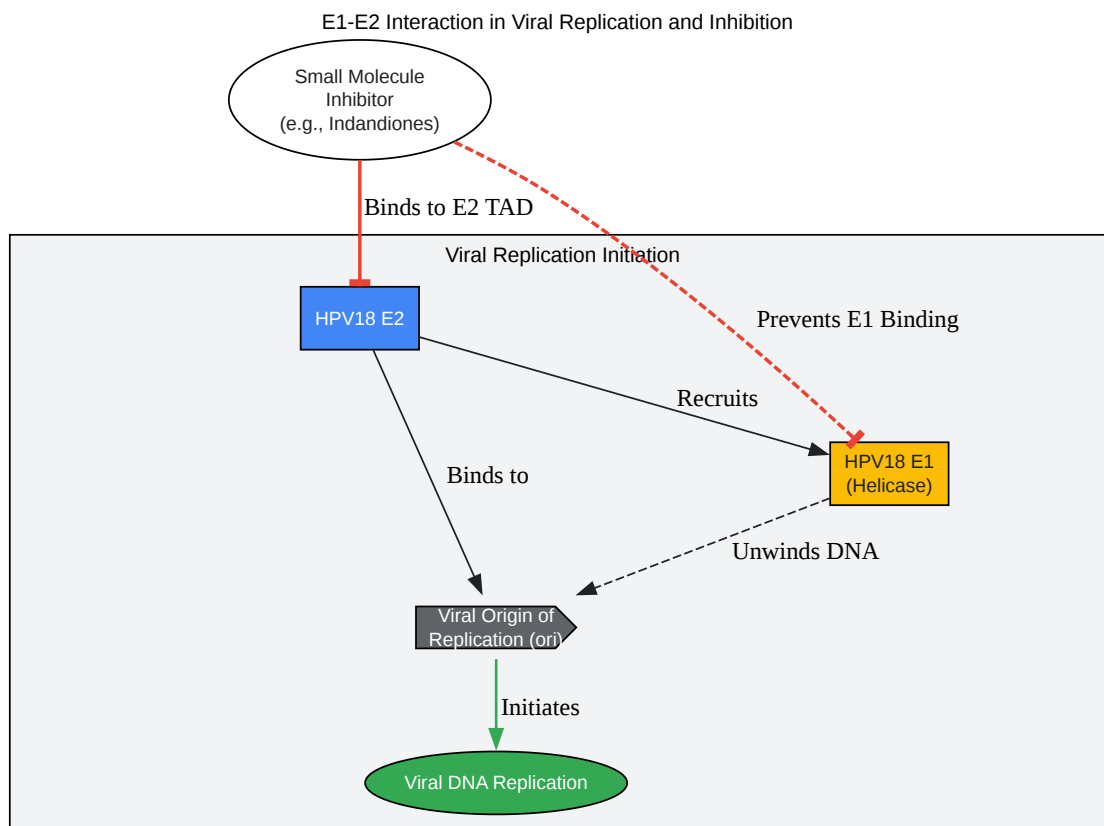 E1-E2 Interaction in Viral Replication and Inhibition
Small Molecule
Inhibitor
(e.g., Indandiones)
Binds to E2 TAD
Viral Replication Initiation
HPV18 E2
Prevents E1 Binding
Recruits
HPV18 E1
(Helicase)
Binds to
Unwinds DNA
Viral Origin of
Replication (ori)
Initiates
Viral DNA Replication